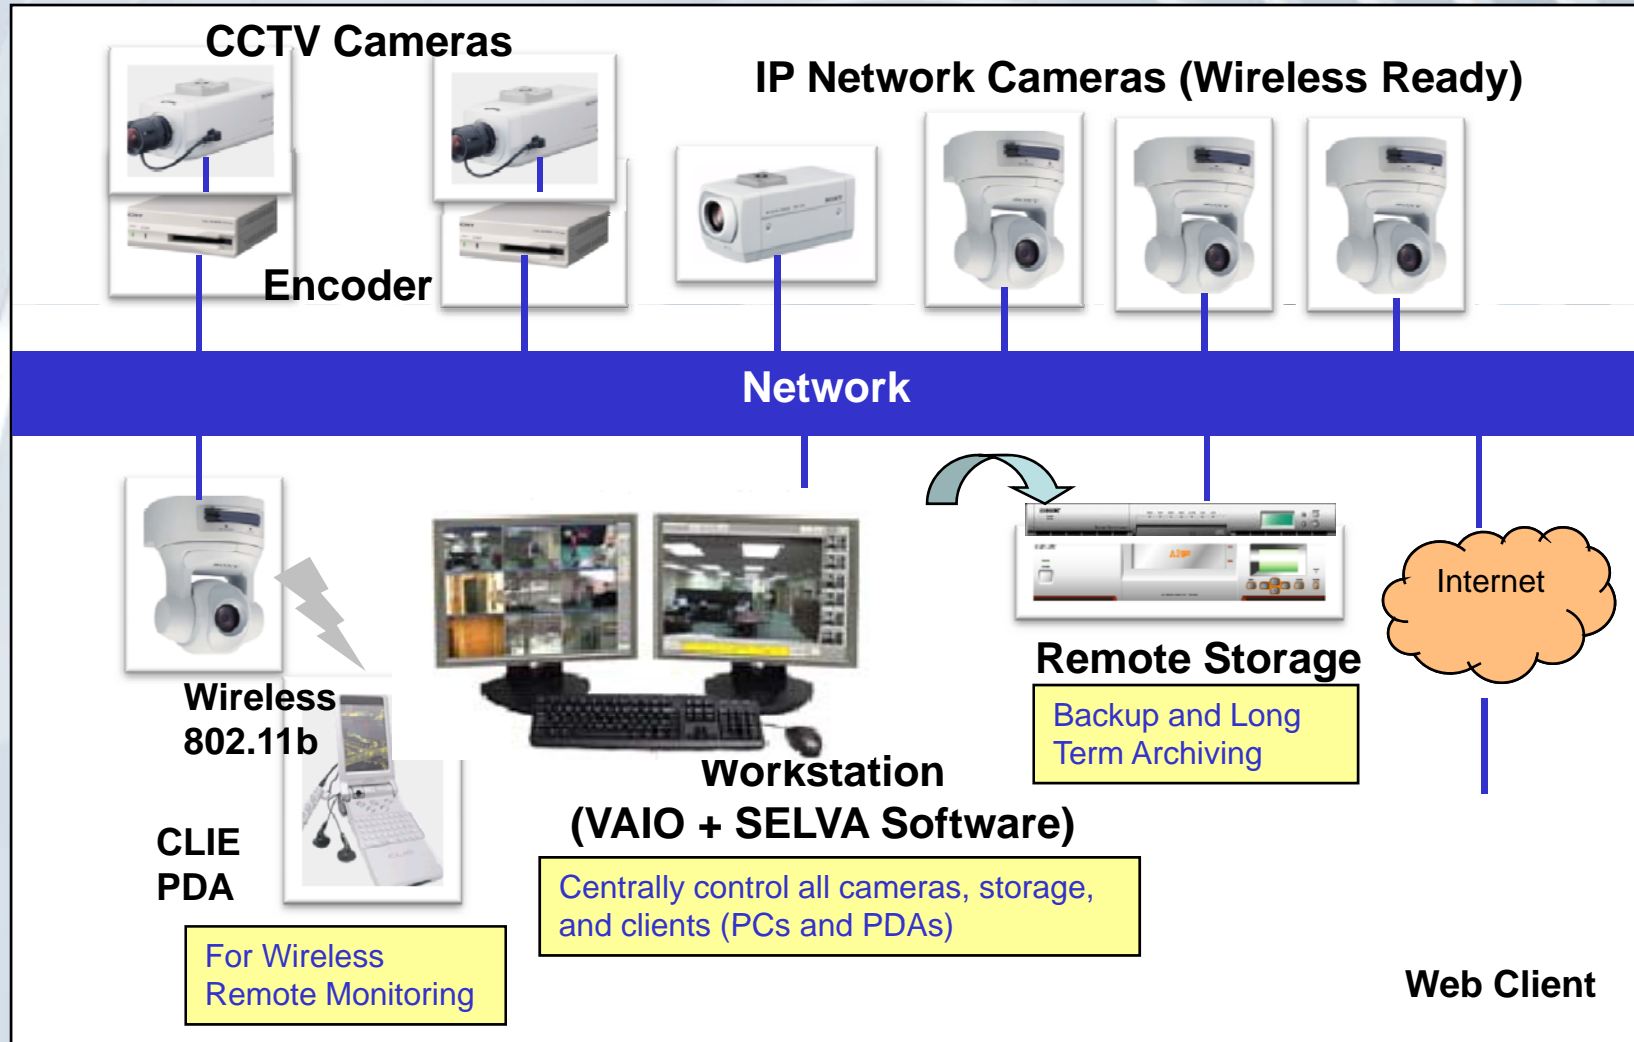 CCTV Cameras
IP Network Cameras (Wireless Ready)
Encoder
Network
Internet
Wireless
802.11b
CLIE
PDA
For Wireless
Remote Monitoring
Workstation
(VAIO + SELVA Software)
Centrally control all cameras, storage,
and clients (PCs and PDAs)
Remote Storage
Backup and Long
Term Archiving
Web Client